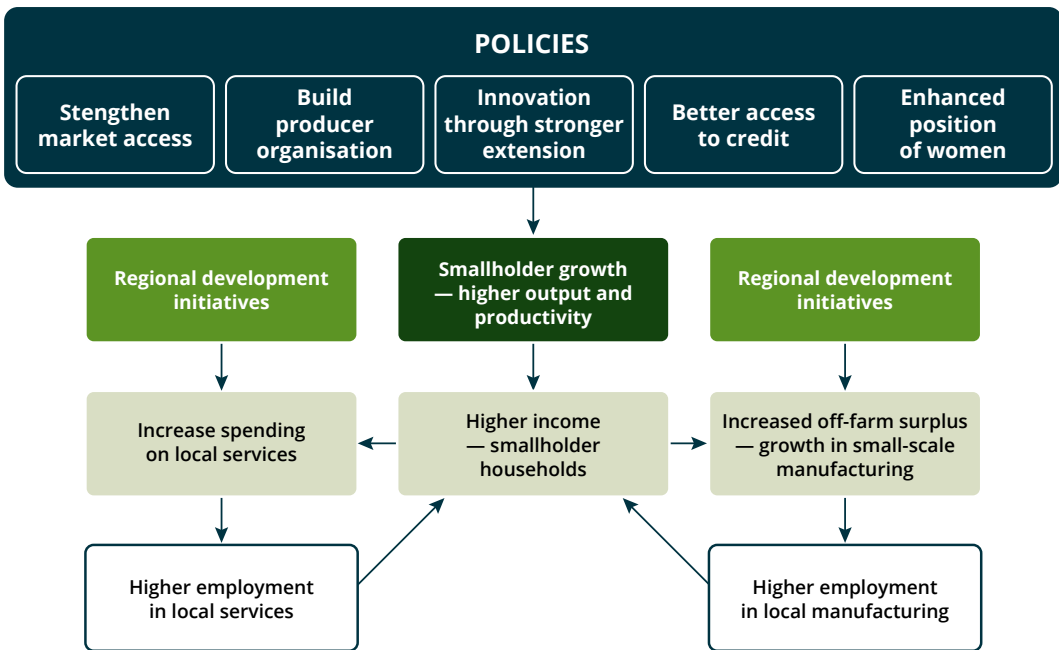 POLICIES
Stengthen
market access
Build
producer
organisation
Innovation
through stronger
extension
Better access
to credit
Enhanced
position
of women
Regional development
initiatives
Smallholder growth
— higher output and
productivity
Regional development
initiatives
Increase spending
on local services
Higher income
— smallholder
households
Increased off-farm surplus
— growth in small-scale
manufacturing
Higher employment
in local services
Higher employment
in local manufacturing